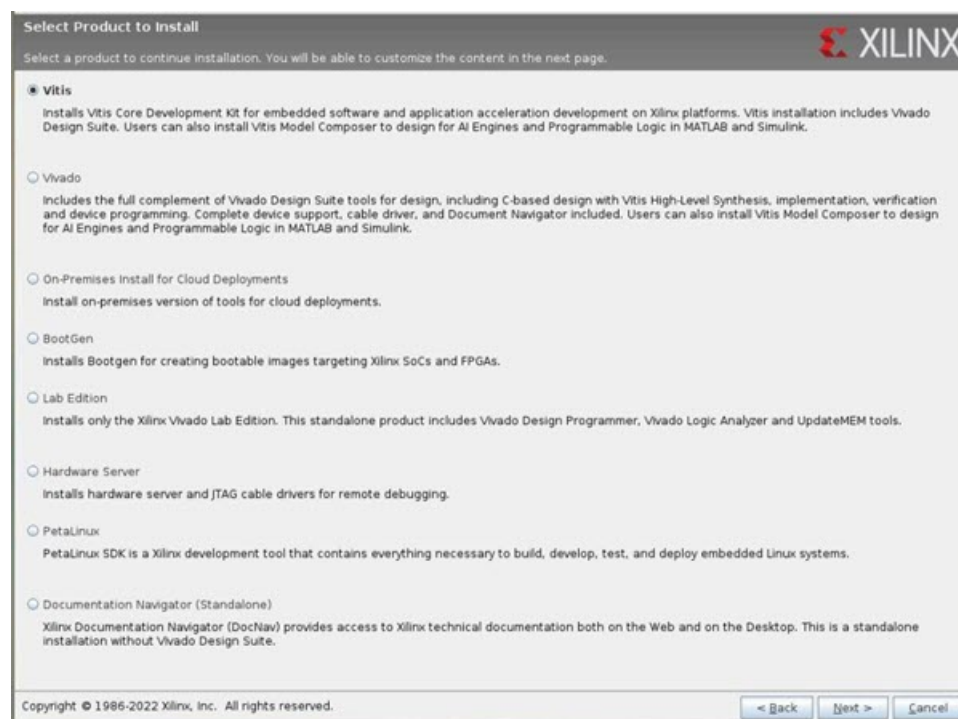 Select Product to Install
XILINX
Select a product to continue installation. You will be able to customize the content in the next page.
Vitis
Installs Vitis Core Development Kit for embedded software and application acceleration development on Xilinx platforms. Vitis installation includes Vivado
Design Suite. Users can also install Vitis Model Composer to design for AI Engines and Programmable Logic in MATLAB and Simulink.
Vivado
Includes the full complement of Vivado Design Suite tools for design, including C-based design with Vitis High-Level Synthesis, implementation, verification
and device programming. Complete device support, cable driver, and Document Navigator included. Users can also install Vitis Model Composer to design
for AI Engines and Programmable Logic in MATLAB and Simulink.
On-Premises Install for Cloud Deployments
Install on-premises version of tools for cloud deployments.
BootGen
Installs Bootgen for creating bootable images targeting Xilinx SoCs and FPGAs.
Lab Edition
Installs only the Xilinx Vivado Lab Edition. This standalone product includes Vivado Design Programmer, Vivado Logic Analyzer and UpdateMEM tools.
Hardware Server
Installs hardware server and JTAG cable drivers for remote debugging.
PetaLinux
PetaLinux SDK is a Xilinx development tool that contains everything necessary to build, develop, test, and deploy embedded Linux systems.
Documentation Navigator (Standalone)
Xilinx Documentation Navigator (DocNav) provides access to Xilinx technical documentation both on the Web and on the Desktop. This is a standalone
installation without Vivado Design Suite.
Copyright © 1986-2022 Xilinx, Inc. All rights reserved.
< Back Next > Cancel